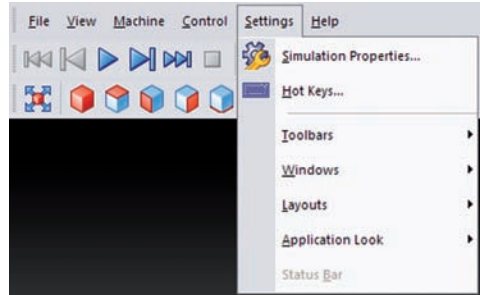 File View Machine Control Settings Help
Simulation Properties...
Hot Keys...
Toolbars
Windows
Layouts
Application Look
Status Bar